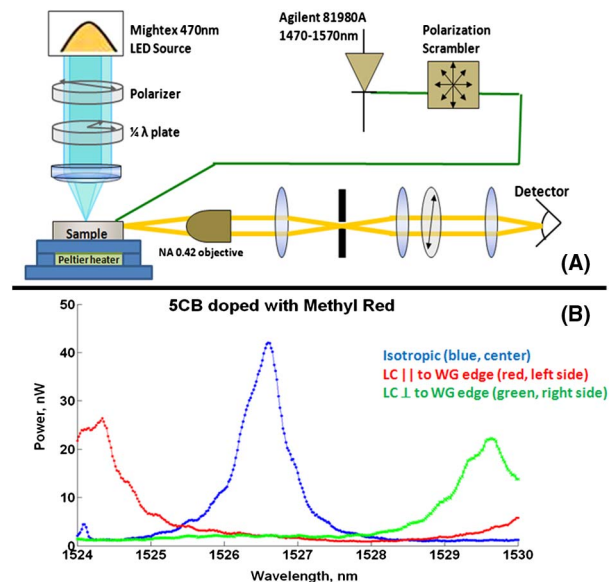 Mightex 470nm
LED Source
Polarizer
¼ λ plate
Sample
Peltier heater
Agilent 81980A
1470-1570nm
Polarization
Scrambler
NA 0.42 objective
Detector
(A)
5CB doped with Methyl Red
(B)
Isotropic (blue, center)
LC || to WG edge (red, left side)
LC ⊥ to WG edge (green, right side)
Power, nW
50
40
30
20
10
0
1524
1525
1526
1527
1528
1529
1530
Wavelength, nm